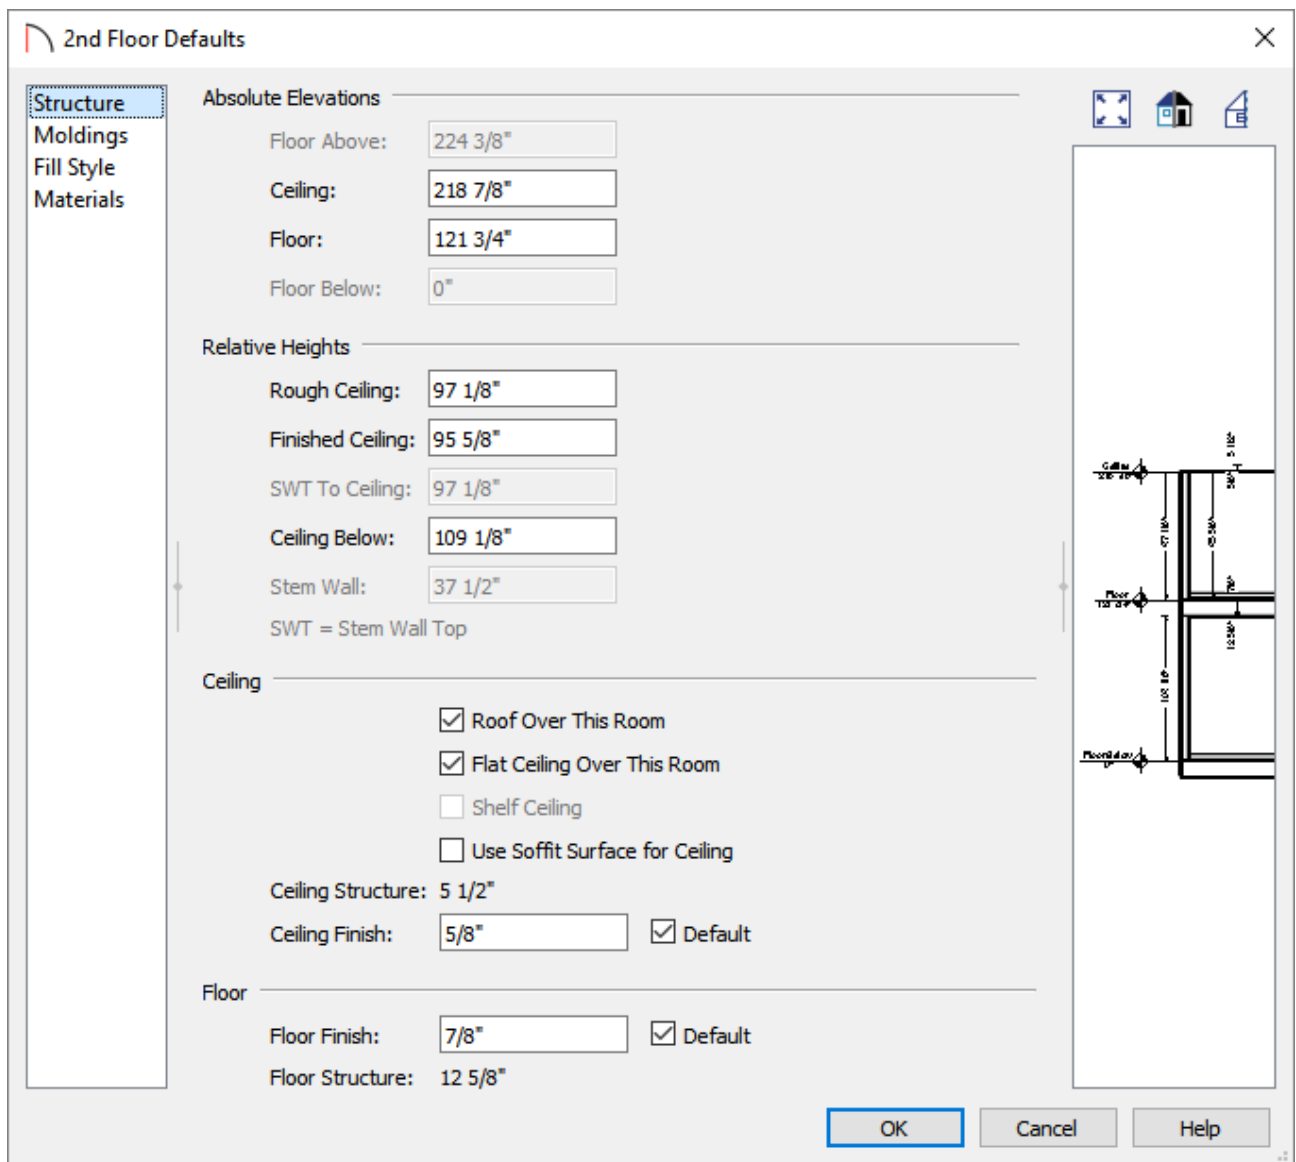 2nd Floor Defaults
Structure
Moldings
Fill Style
Materials
Absolute Elevations
Floor Above: 224 3/8"
Ceiling: 218 7/8"
Floor: 121 3/4"
Floor Below: 0"
Relative Heights
Rough Ceiling: 97 1/8"
Finished Ceiling: 95 5/8"
SWT To Ceiling: 97 1/8"
Ceiling Below: 109 1/8"
Stem Wall: 37 1/2"
SWT = Stem Wall Top
Ceiling
Roof Over This Room
Flat Ceiling Over This Room
Shelf Ceiling
Use Soffit Surface for Ceiling
Ceiling Structure: 5 1/2"
Ceiling Finish: 5/8" Default
Floor
Floor Finish: 7/8" Default
Floor Structure: 12 5/8"
Ceiling
Floor
Floor Below
OK Cancel Help